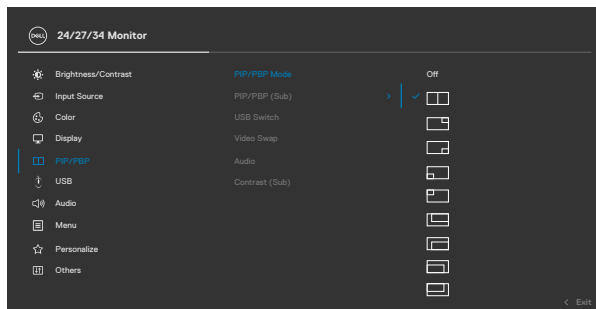 DELL 24/27/34 Monitor
Brightness/Contrast PIP/PBP Mode Off
Input Source PIP/PBP (Sub)
Color USB Switch
Display Video Swap
PIP/PBP Audio
USB Contrast (Sub)
Audio
Menu
Personalize
Others
Exit